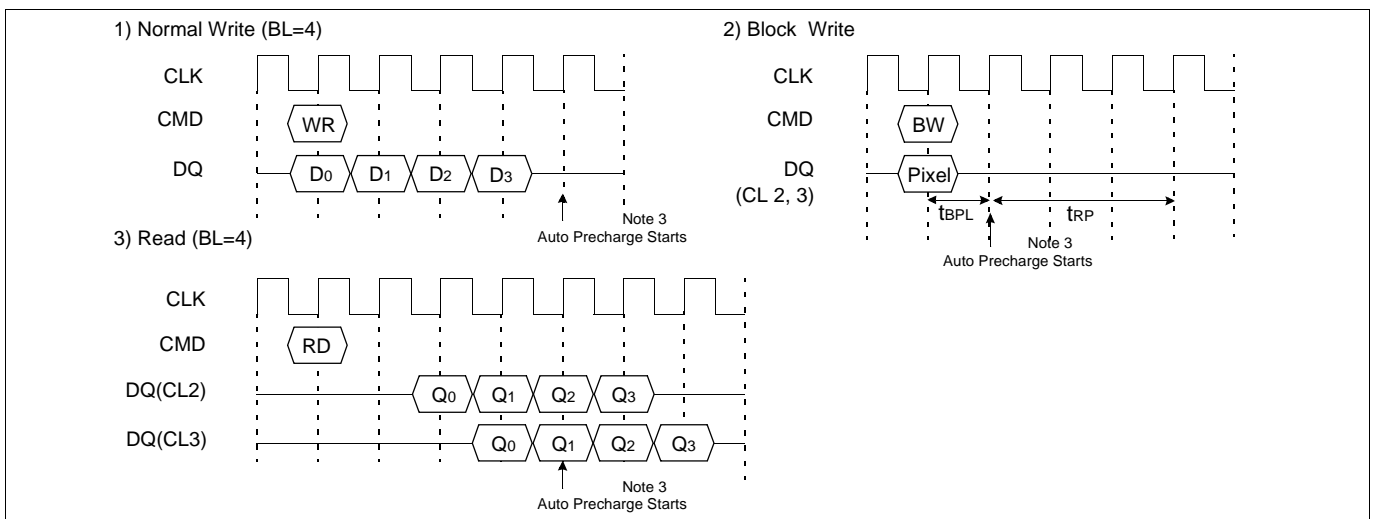 1) Normal Write (BL=4)
CLK
CMD
WR
DQ
D0 D1 D2 D3
Note 3
Auto Precharge Starts
2) Block Write
CLK
CMD
BW
DQ
(CL 2, 3)
Pixel
tBPL
tRP
Note 3
Auto Precharge Starts
3) Read (BL=4)
CLK
CMD
RD
DQ(CL2)
Q0 Q1 Q2 Q3
DQ(CL3)
Q0 Q1 Q2 Q3
Note 3
Auto Precharge Starts